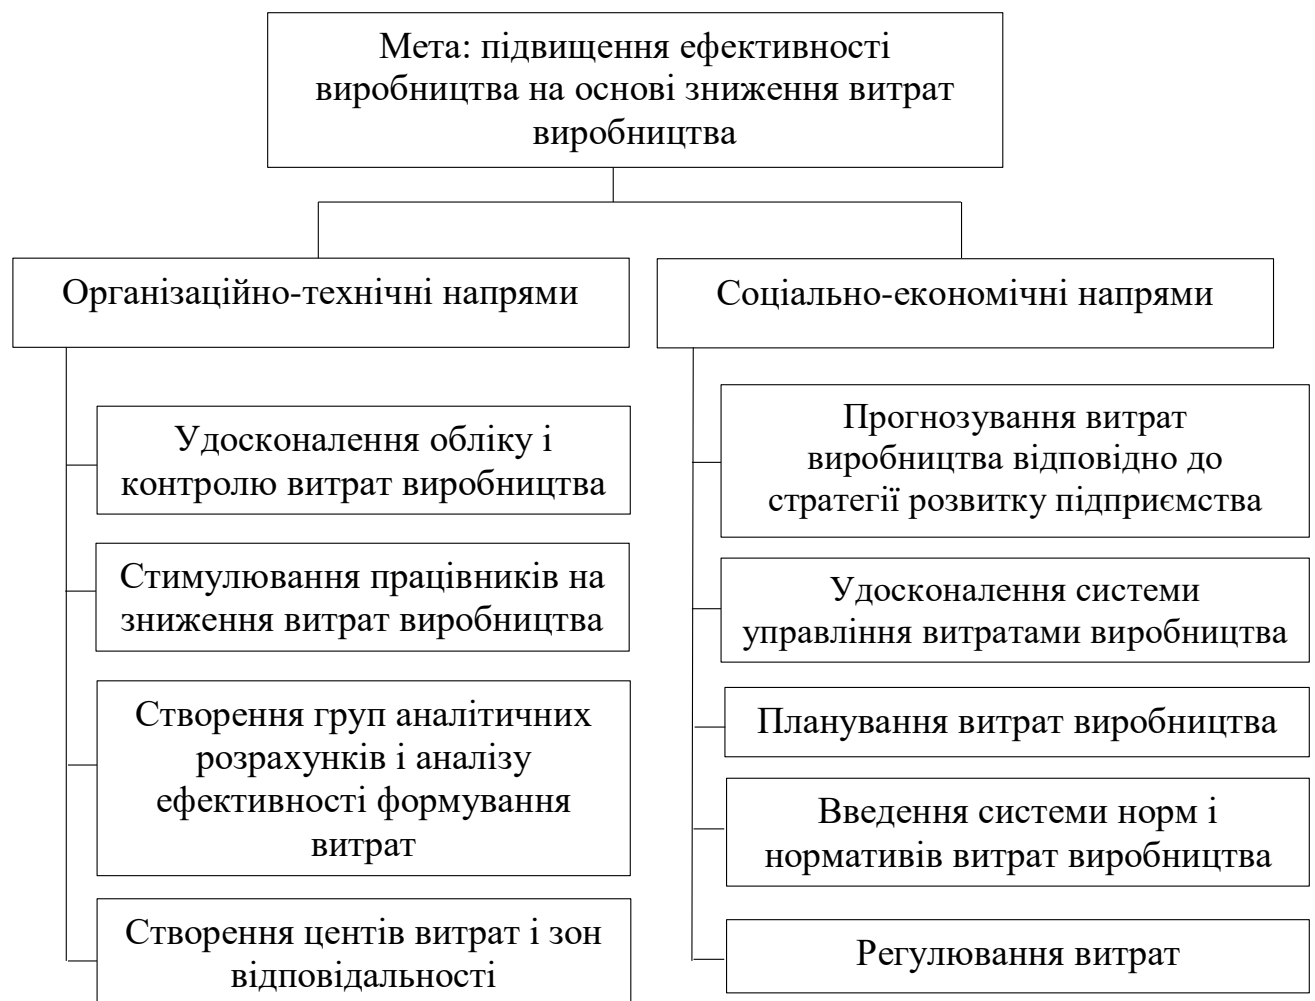 Мета: підвищення ефективності
виробництва на основі зниження витрат
виробництва
Організаційно-технічні напрями
Удосконалення обліку і
контролю витрат виробництва
Стимулювання працівників на
зниження витрат виробництва
Створення груп аналітичних
розрахунків і аналізу
ефективності формування
витрат
Створення центів витрат і зон
відповідальності
Соціально-економічні напрями
Прогнозування витрат
виробництва відповідно до
стратегії розвитку підприємства
Удосконалення системи
управління витратами виробництва
Планування витрат виробництва
Введення системи норм і
нормативів витрат виробництва
Регулювання витрат